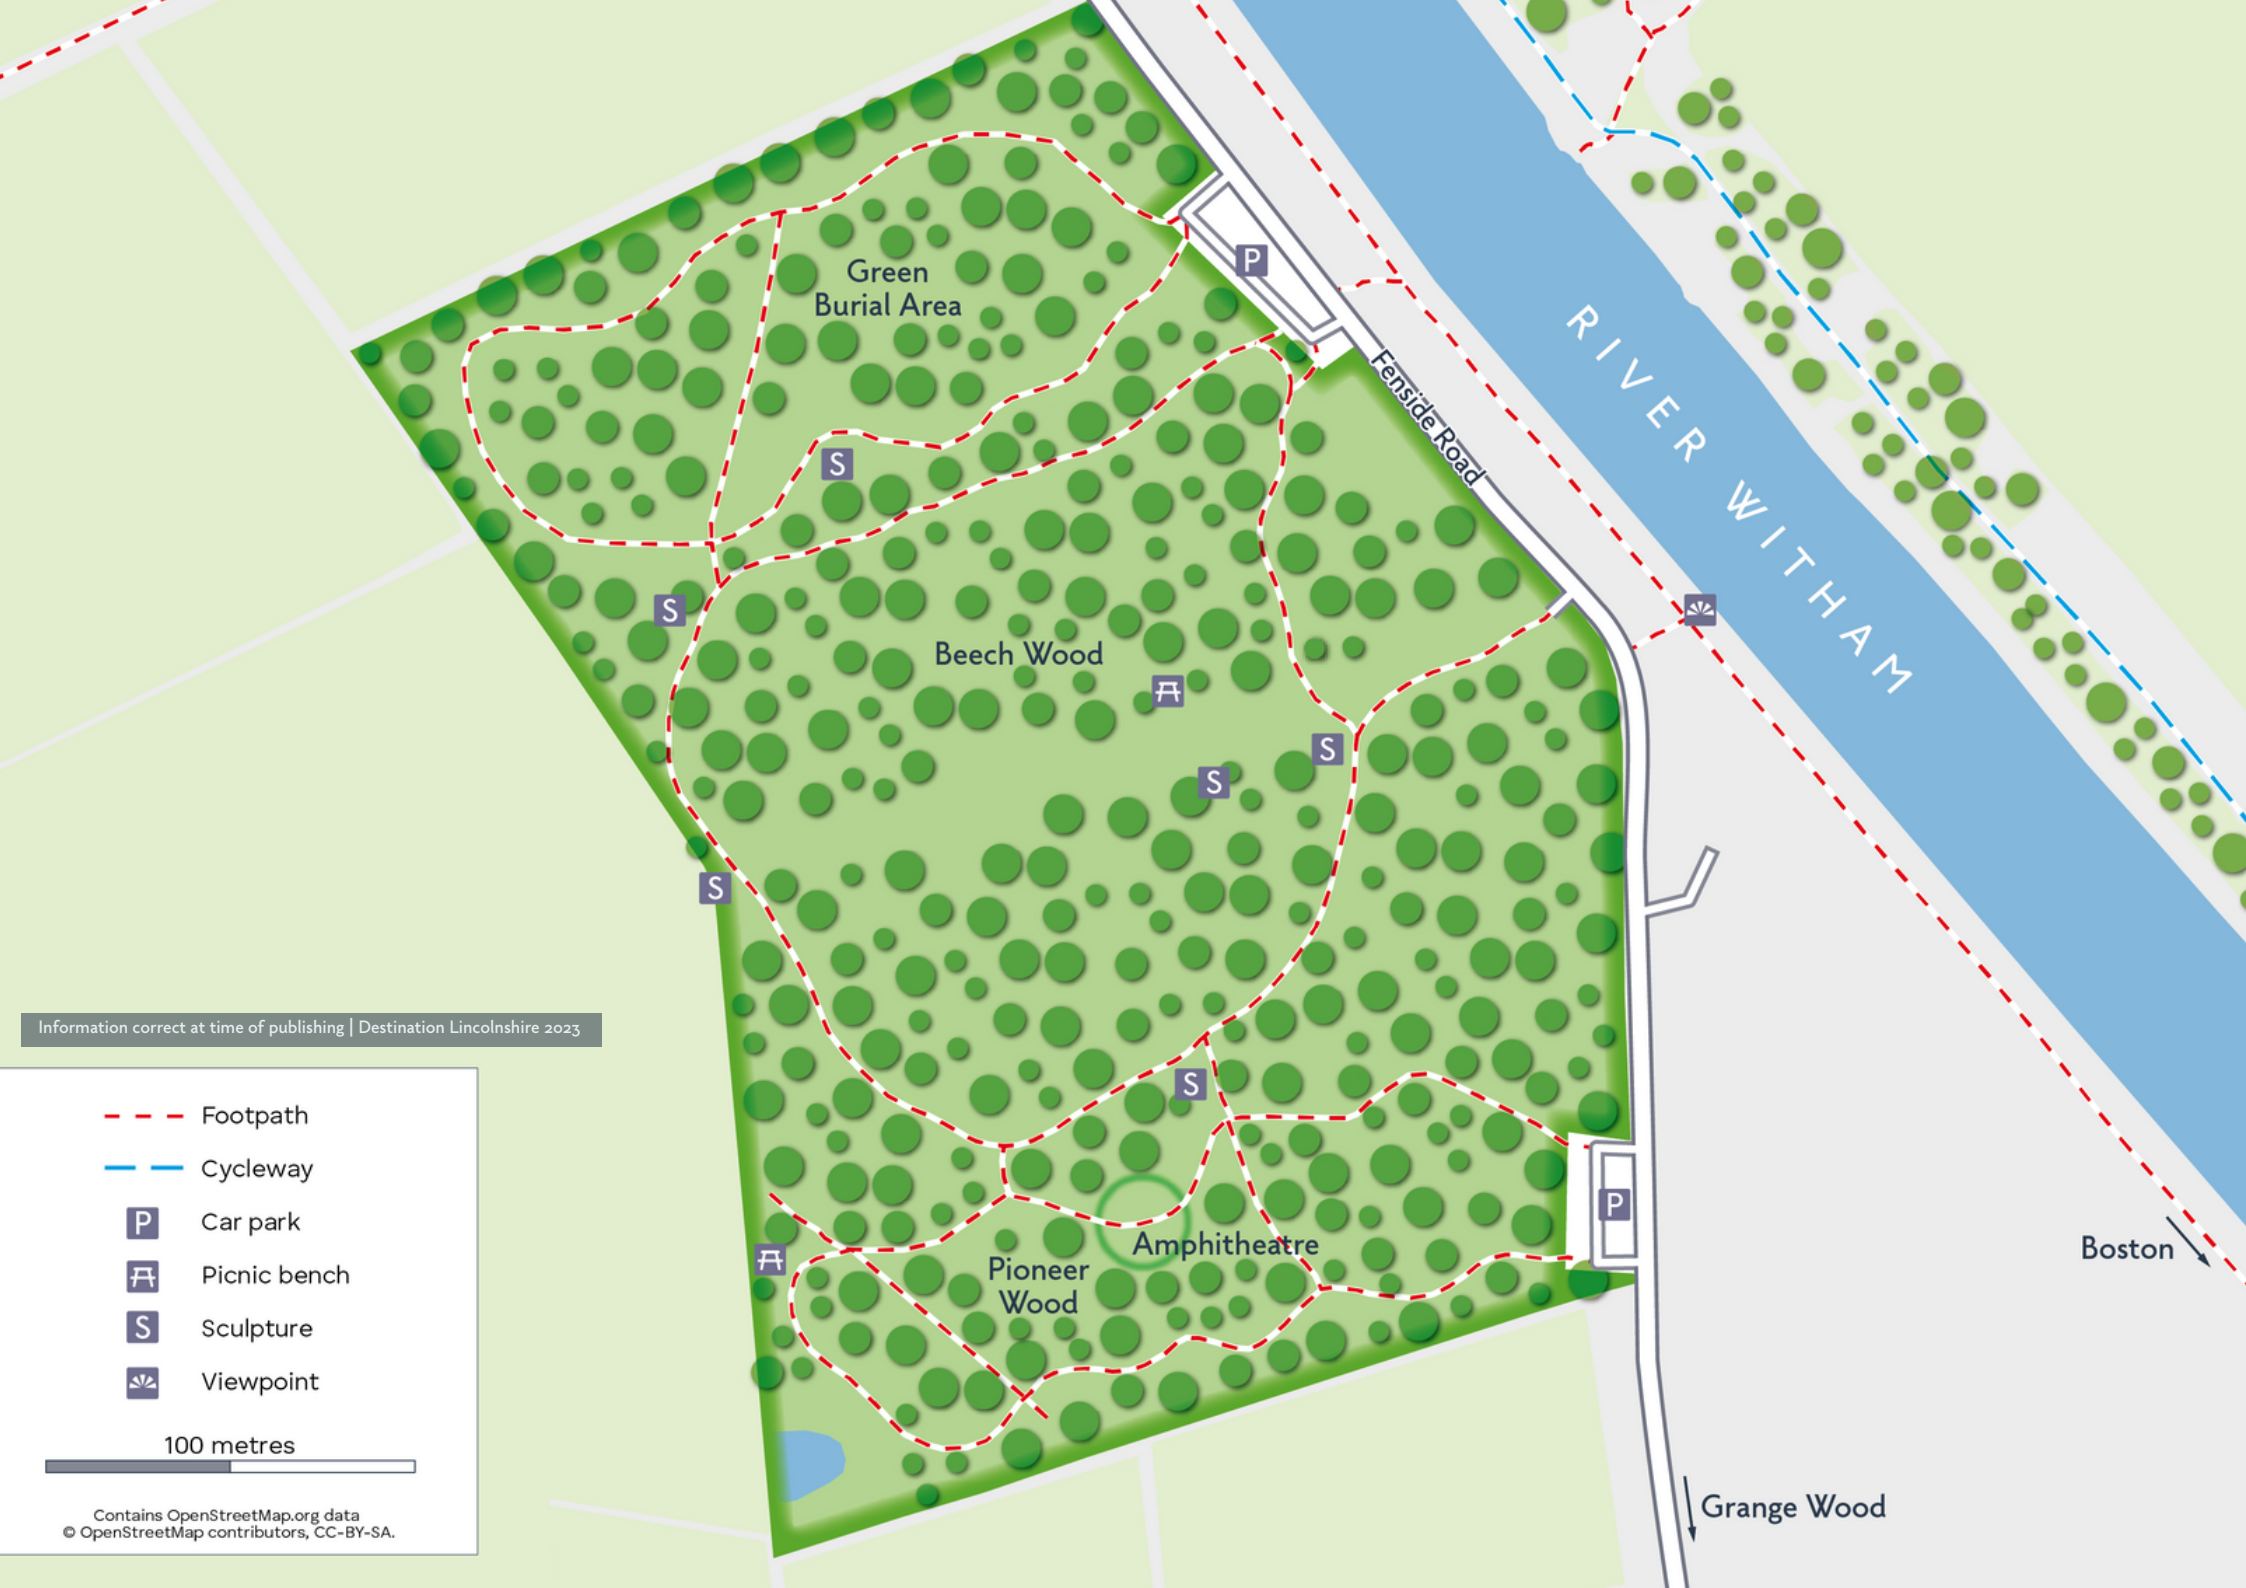 P
Green
Burial Area
S
Fenside Road
RIVER WITHAM
S
Beech Wood
S
S
S
S
P
Amphitheatre
Pioneer
Wood
Boston
Grange Wood
Information correct at time of publishing | Destination Lincolnshire 2023
Footpath
Cycleway
P Car park
Picnic bench
S Sculpture
Viewpoint
100 metres
Contains OpenStreetMap.org data
© OpenStreetMap contributors, CC-BY-SA.